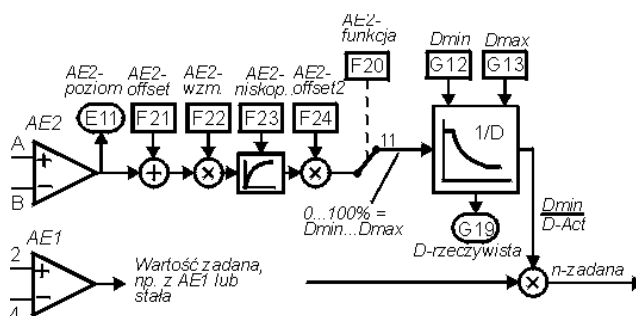 AE2-
funkcja
F20
Dmin
Dmax
G12
G13
AE2-
poziom
AE2-
offset
AE2-
wzm.
AE2-
niskop.
AE2-
offset2
E11
F21
F22
F23
F24
AE2
A
B
+
−
+
×
×
11
1/D
0...100% =
Dmin...Dmax
G19
D-rzeczywista
Dmin
D-Act
AE1
2
4
+
−
Wartość zadana,
np. z AE1 lub
stała
×
n-zadana